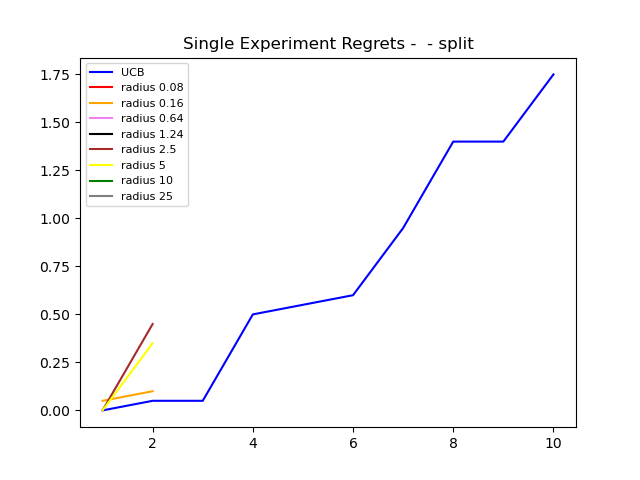 Single Experiment Regrets -  - split
UCB
radius 0.08
radius 0.16
radius 0.64
radius 1.24
radius 2.5
radius 5
radius 10
radius 25
1.75
1.50
1.25
1.00
0.75
0.50
0.25
0.00
2 4 6 8 10